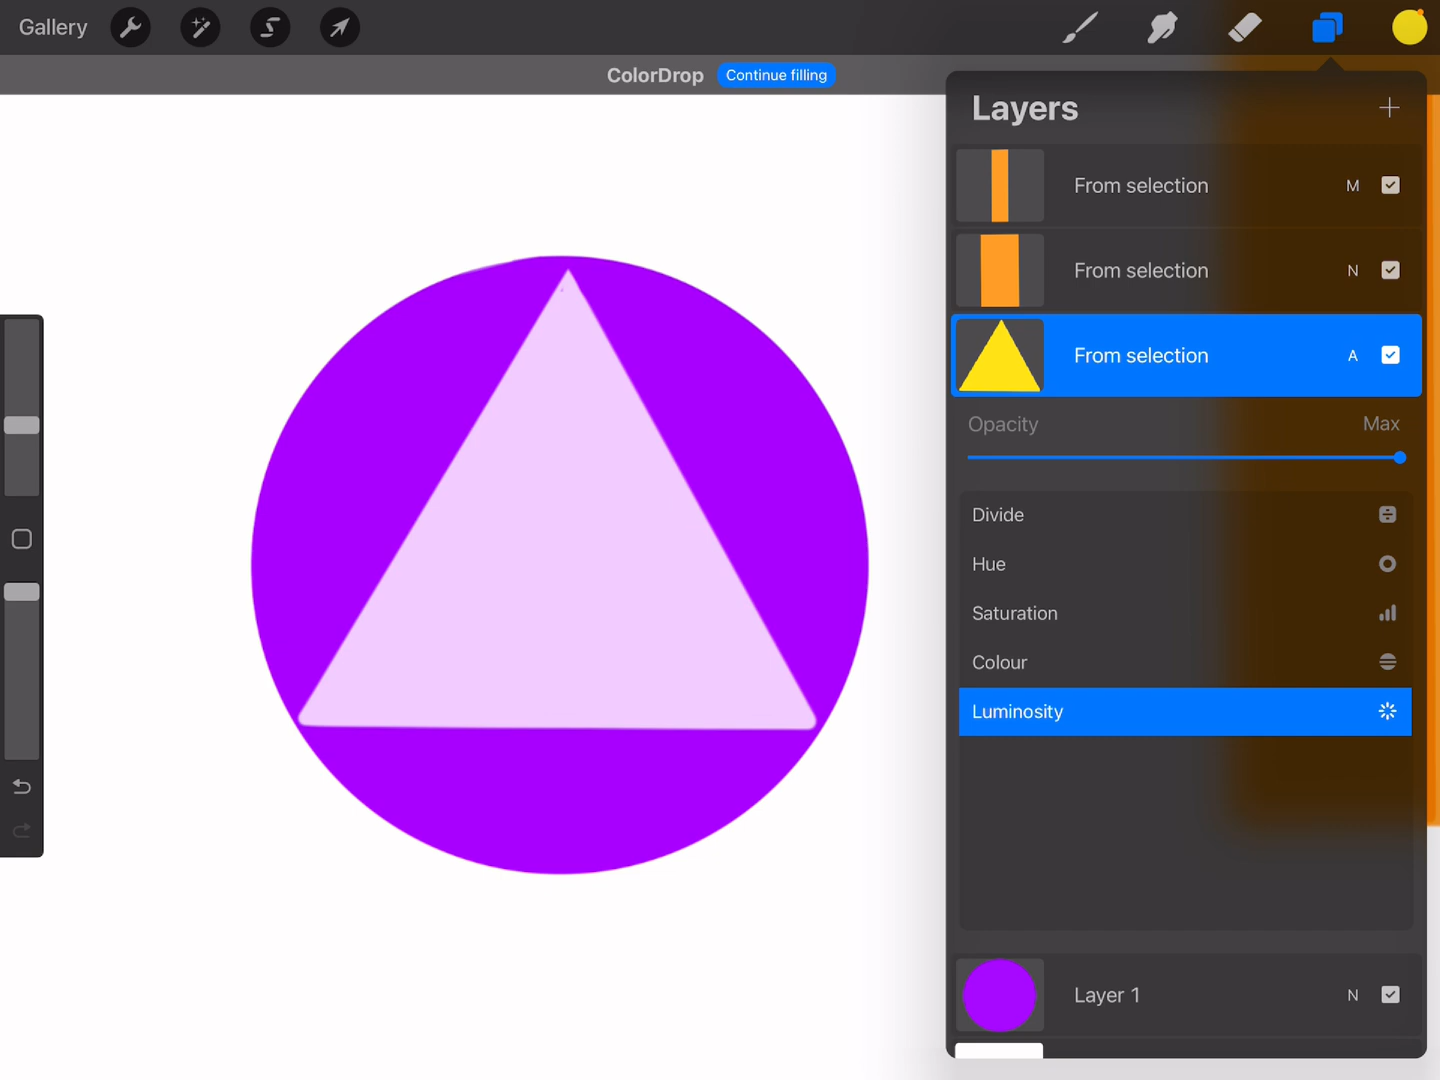 Gallery
ColorDrop Continue filling
Layers
From selection M
From selection N
From selection A
Opacity Max
Divide
Hue
Saturation
Colour
Luminosity
Layer 1 N